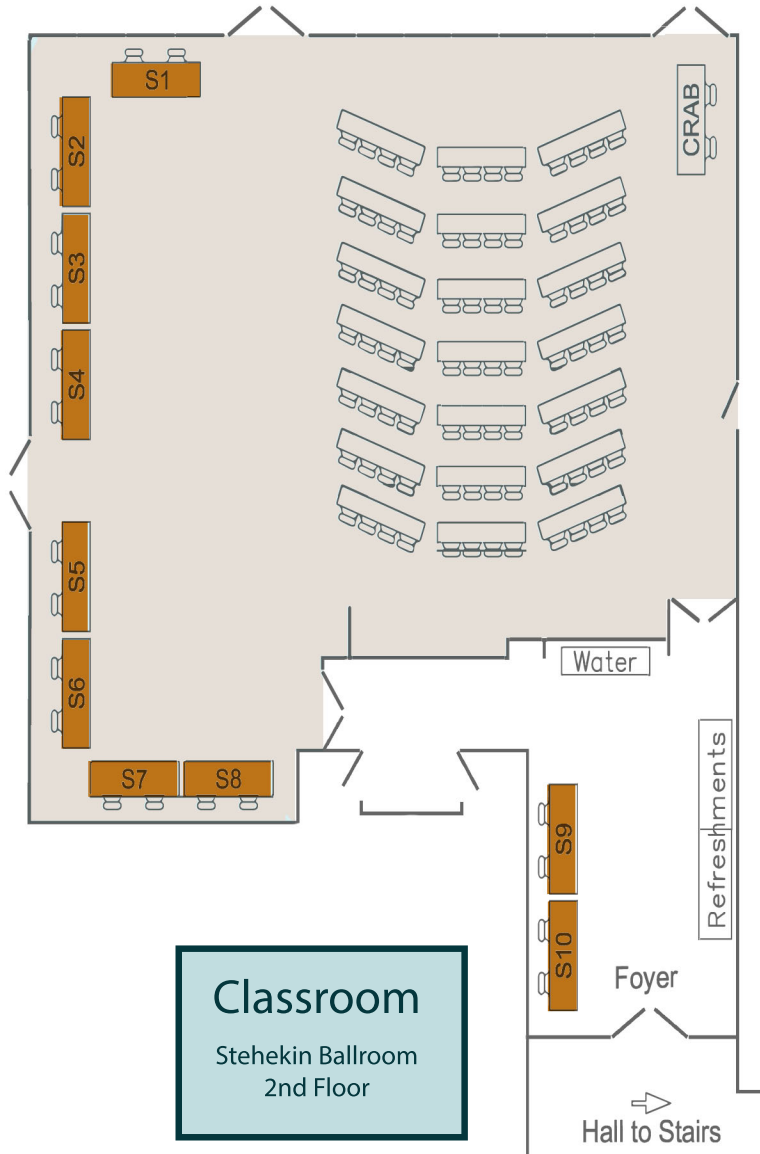 S1
CRAB
S2
S3
S4
S5
S6
Water
S7
S8
Refreshments
S9
S10
Foyer
Classroom
Stehekin Ballroom
2nd Floor
Hall to Stairs